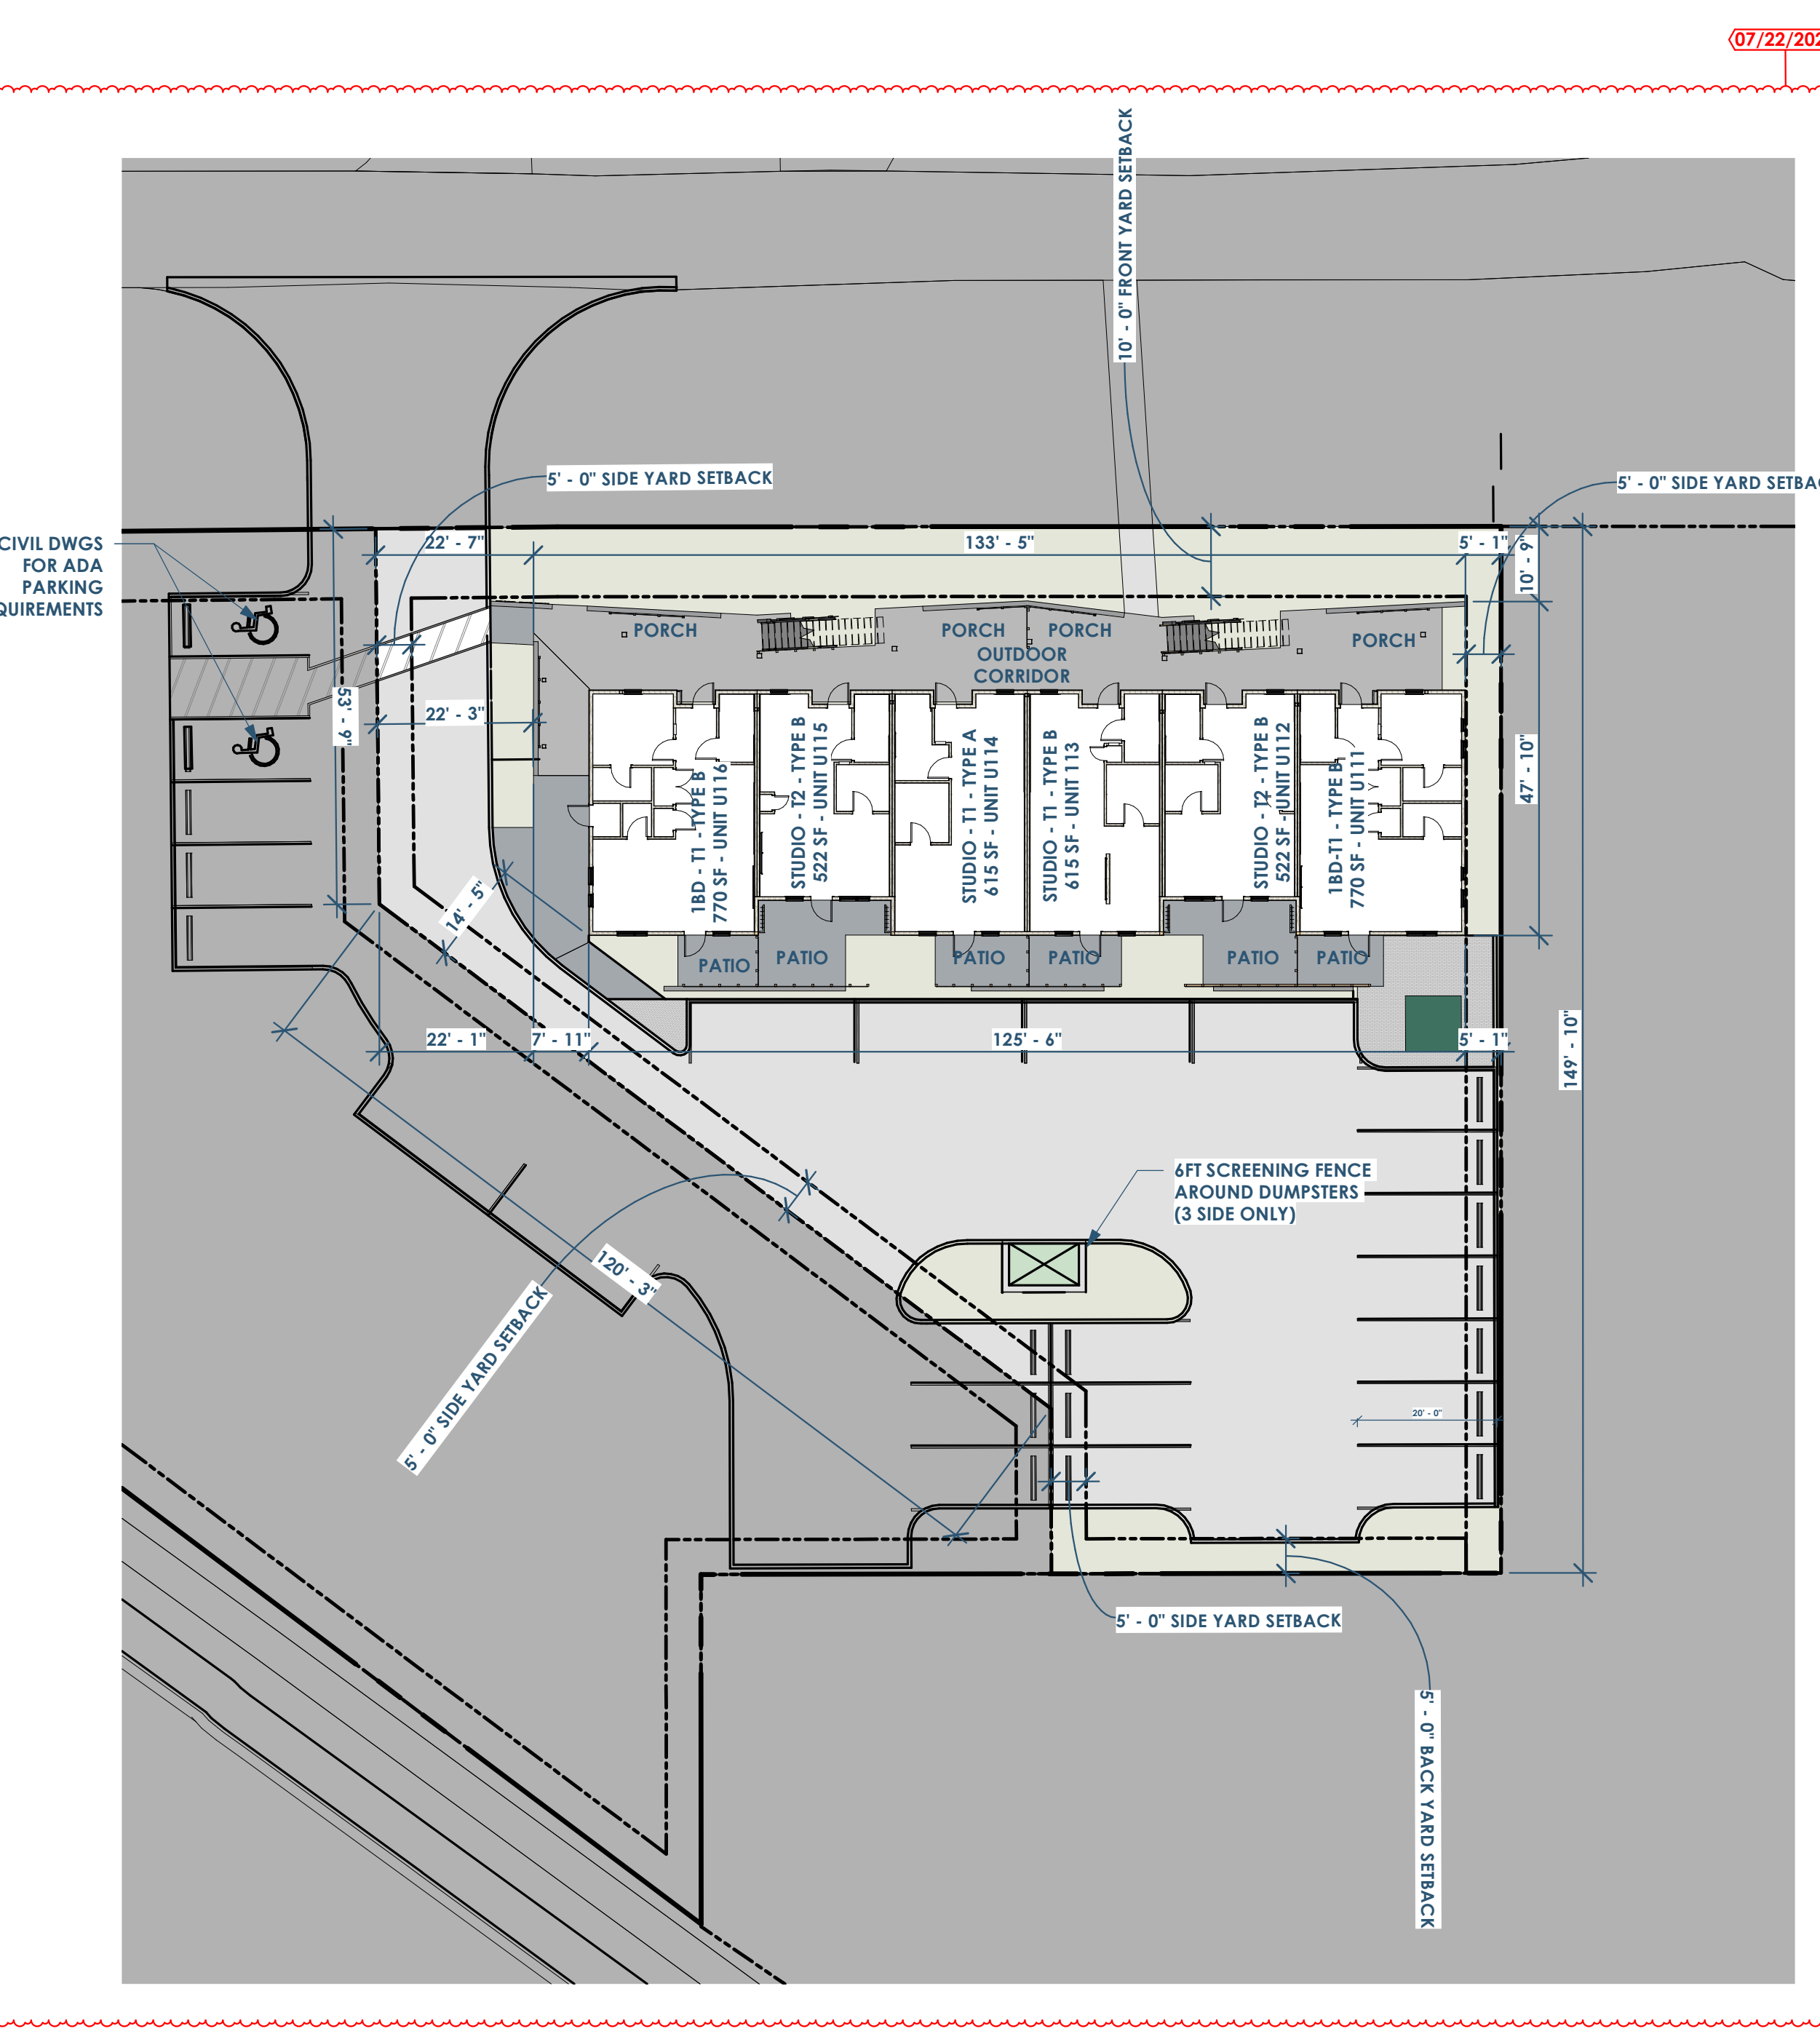 07/22/202
10' - 0" FRONT YARD SETBACK
5' - 0" SIDE YARD SETBACK
5' - 0" SIDE YARD SETBAC
CIVIL DWGS
FOR ADA
PARKING
QUIREMENTS
22' - 7"
133' - 5"
5' - 1"
10' - 9"
PORCH
PORCH
PORCH
PORCH
OUTDOOR
CORRIDOR
53' - 9"
22' - 3"
47' - 10"
1BD - T1 - TYPE B
770 SF - UNIT U116
STUDIO - T2 - TYPE B
522 SF - UNIT U115
STUDIO - T1 - TYPE A
615 SF - UNIT U114
STUDIO - T1 - TYPE B
615 SF - UNIT 113
STUDIO - T2 - TYPE B
522 SF - UNIT U112
1BD-T1 - TYPE B
770 SF - UNIT U111
14' - 5"
PATIO
PATIO
PATIO
PATIO
PATIO
PATIO
22' - 1"
7' - 11"
125' - 6"
5' - 1"
149' - 10"
6FT SCREENING FENCE
AROUND DUMPSTERS
(3 SIDE ONLY)
120' - 3"
5' - 0" SIDE YARD SETBACK
20' - 0"
5' - 0" SIDE YARD SETBACK
5' - 0" BACK YARD SETBACK